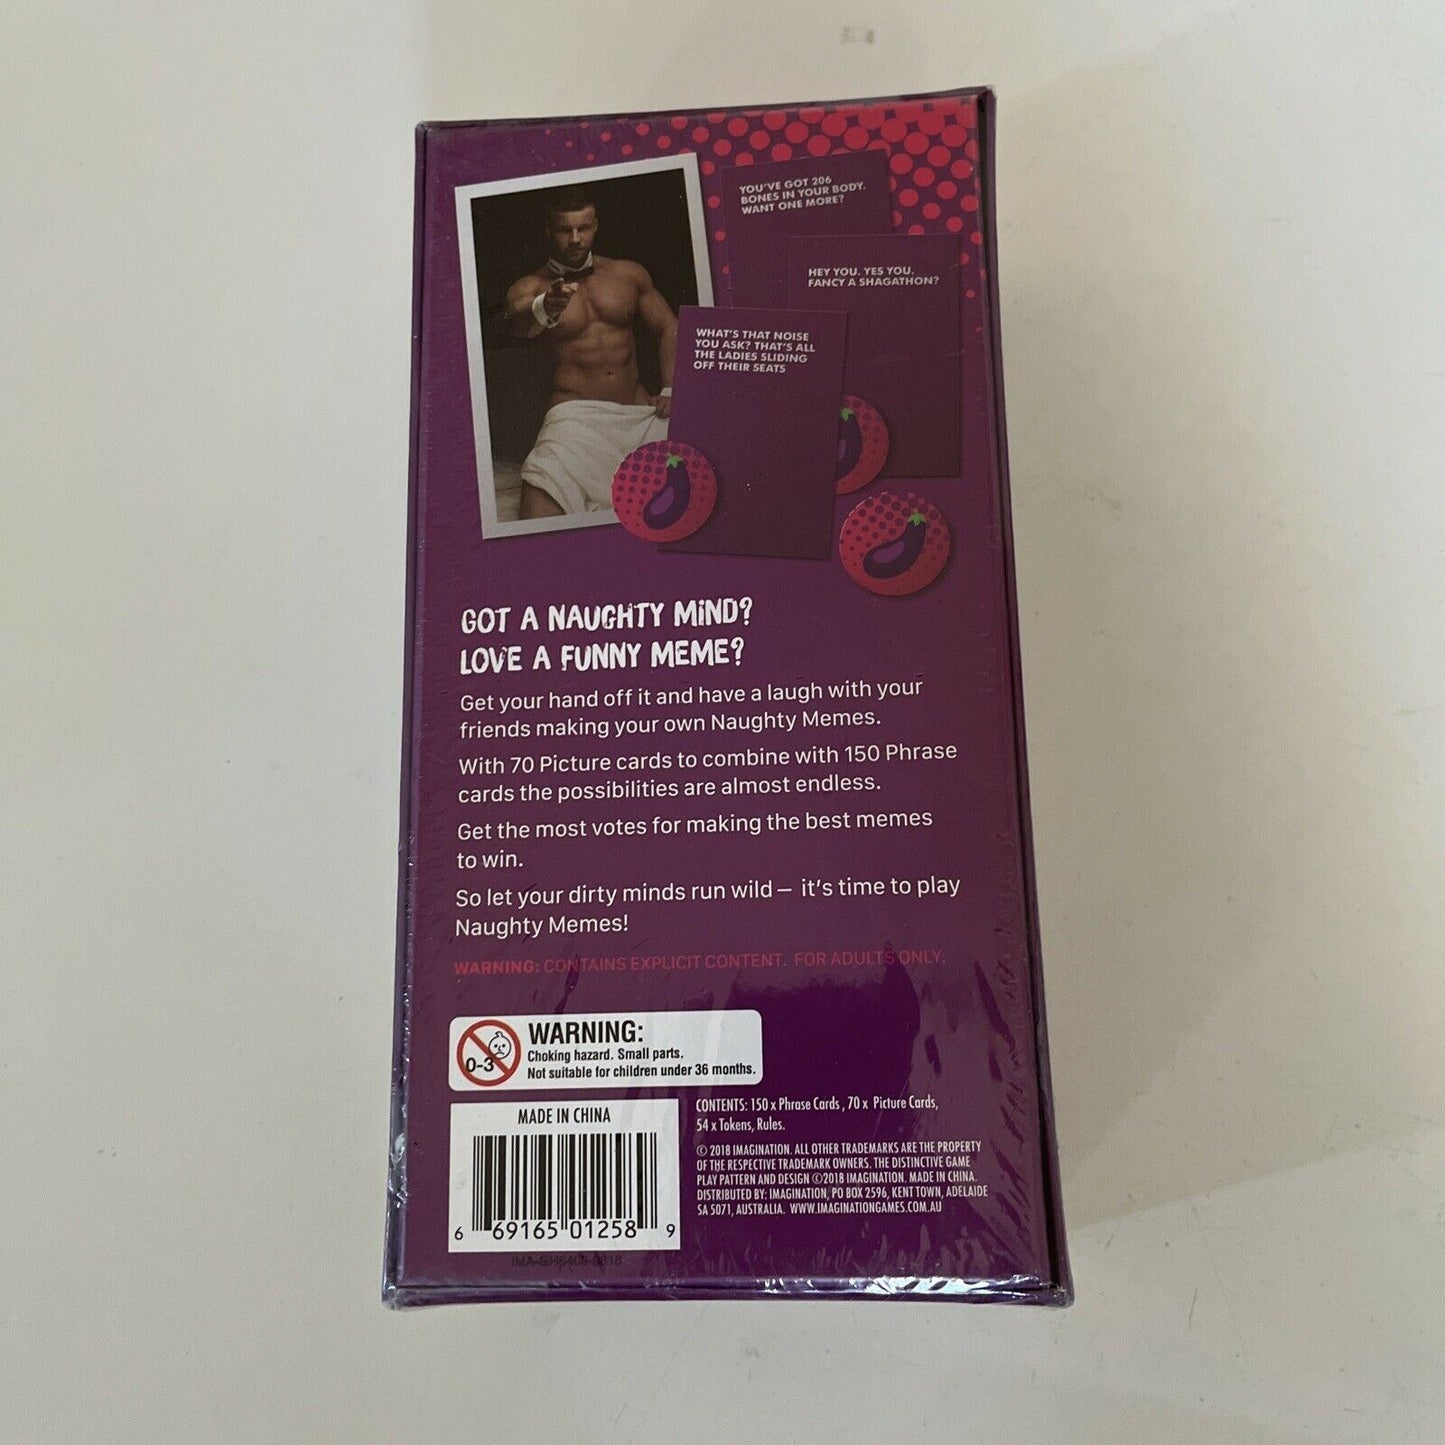 YOU'VE GOT 206
BONES IN YOUR BODY.
WANT ONE MORE?
HEY YOU. YES YOU.
FANCY A SHAGATHON?
WHAT'S THAT NOISE
YOU ASK? THAT'S ALL
THE LADIES SLIDING
OFF THEIR SEATS
GOT A NAUGHTY MiND?
LOVE A FUNNY MEME?
Get your hand off it and have a laugh with your
friends making your own Naughty Memes.
With 70 Picture cards to combine with 150 Phrase
cards the possibilities are almost endless.
Get the most votes for making the best memes
to win.
So let your dirty minds run wild – it's time to play
Naughty Memes!
WARNING: CONTAINS EXPLICIT CONTENT. FOR ADULTS ONLY.
0-3
WARNING:
Choking hazard. Small parts.
Not suitable for children under 36 months.
MADE IN CHINA
6 69165 01258 9
CONTENTS: 150 x Phrase Cards , 70 x Picture Cards,
54 x Tokens, Rules.
© 2018 IMAGINATION. ALL OTHER TRADEMARKS ARE THE PROPERTY
OF THE RESPECTIVE TRADEMARK OWNERS. THE DISTINCTIVE GAME
PLAY PATTERN AND DESIGN ©2018 IMAGINATION. MADE IN CHINA.
DISTRIBUTED BY: IMAGINATION, PO BOX 2596, KENT TOWN, ADELAIDE
SA 5071, AUSTRALIA. WWW.IMAGINATIONGAMES.COM.AU